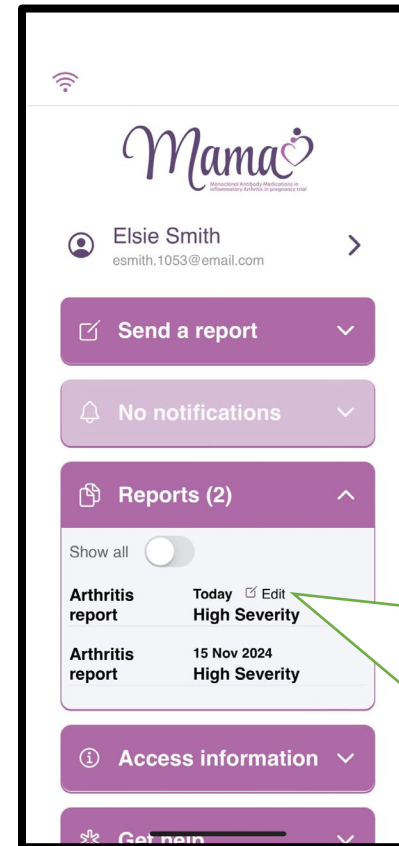 Mama
Monoclonal Antibody Medications in
inflammatory Arthritis in pregnancy trial
Elsie Smith
esmith.1053@email.com
Send a report
No notifications
Reports (2)
Show all
Arthritis report Today Edit
High Severity
Arthritis report 15 Nov 2024
High Severity
Access information
Get help